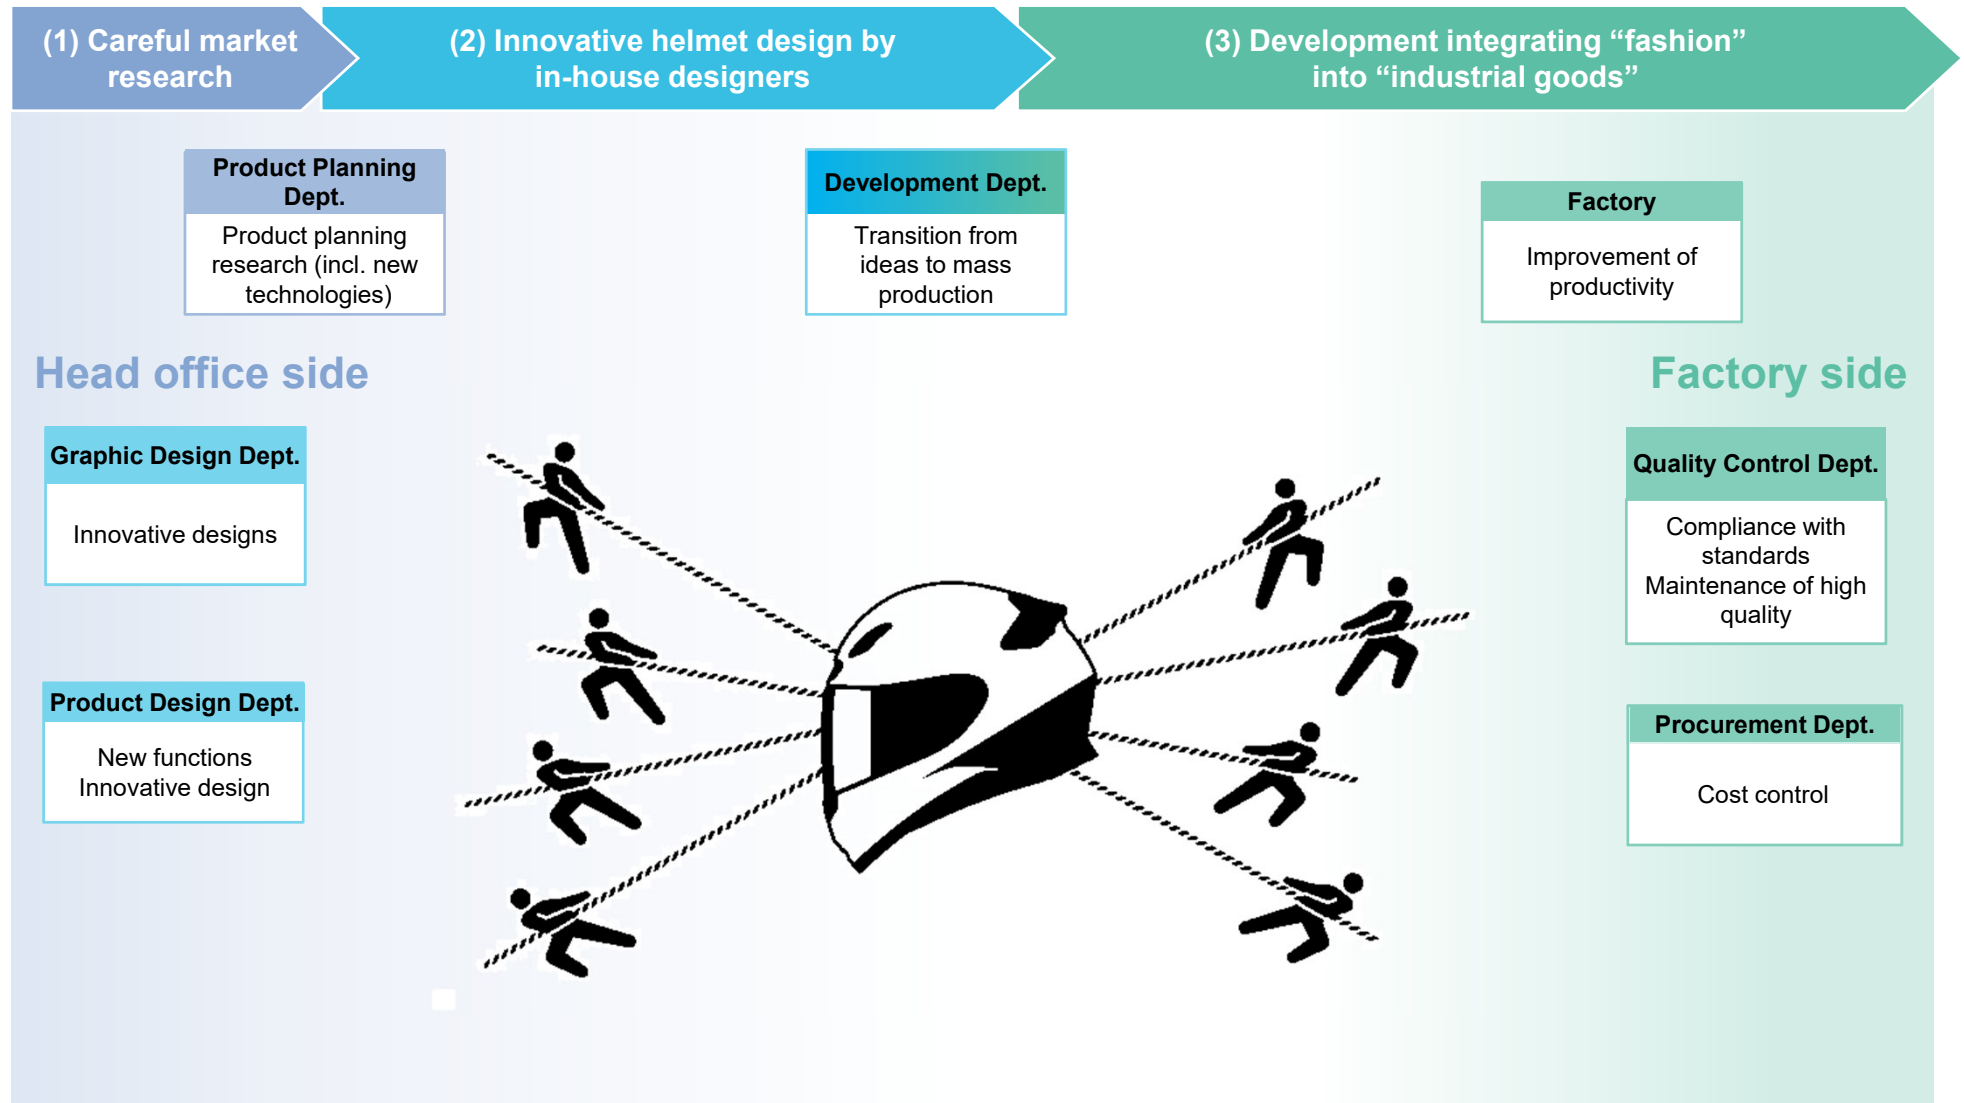 (1) Careful market
research
(2) Innovative helmet design by
in-house designers
(3) Development integrating “fashion”
into “industrial goods”
Product Planning
Dept.
Product planning
research (incl. new
technologies)
Development Dept.
Transition from
ideas to mass
production
Factory
Improvement of
productivity
Head office side
Factory side
Graphic Design Dept.
Innovative designs
Quality Control Dept.
Compliance with
standards
Maintenance of high
quality
Product Design Dept.
New functions
Innovative design
Procurement Dept.
Cost control